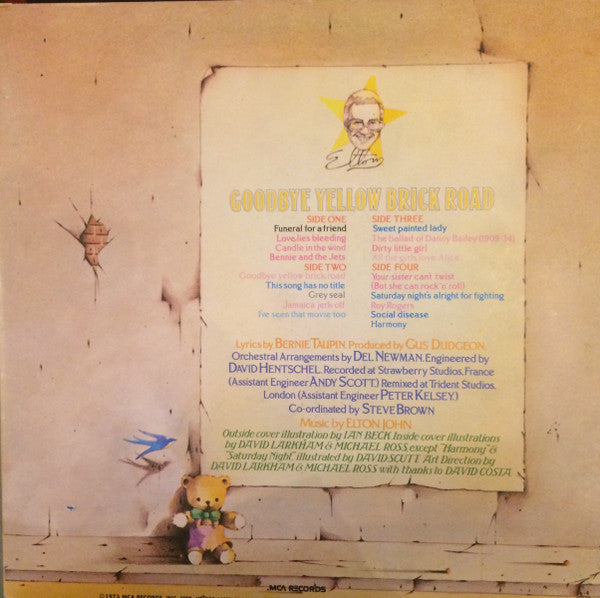 Elton
GOODBYE YELLOW BRICK ROAD
SIDE ONE
Funeral for a friend
Love lies bleeding
Candle in the wind
Bennie and the Jets
SIDE TWO
Goodbye yellow brick road
This song has no title
Grey seal
Jamaica jerk off
I've seen that movie too
SIDE THREE
Sweet painted lady
The ballad of Danny Bailey (1909-34)
Dirty little girl
All the girls love Alice
SIDE FOUR
Your sister cant twist
(But she can rock 'n roll)
Saturday nights alright for fighting
Roy Rogers
Social disease
Harmony
Lyrics by BERNIE TAUPIN. Produced by GUS DUDGEON.
Orchestral Arrangements by DEL NEWMAN. Engineered by
DAVID HENTSCHEL. Recorded at Strawberry Studios, France
(Assistant Engineer ANDY SCOTT) Remixed at Trident Studios,
London (Assistant Engineer PETER KELSEY.)
Co-ordinated by STEVE BROWN
Music by ELTON JOHN
Outside cover illustration by IAN BECK Inside cover illustrations
by DAVID LARKHAM & MICHAEL ROSS, except "Harmony" &
"Saturday Night" illustrated by DAVID SCUTT. Art Direction by
DAVID LARKHAM & MICHAEL ROSS with thanks to DAVID COSTA
MCA RECORDS
©1973 MCA RECORDS, INC.